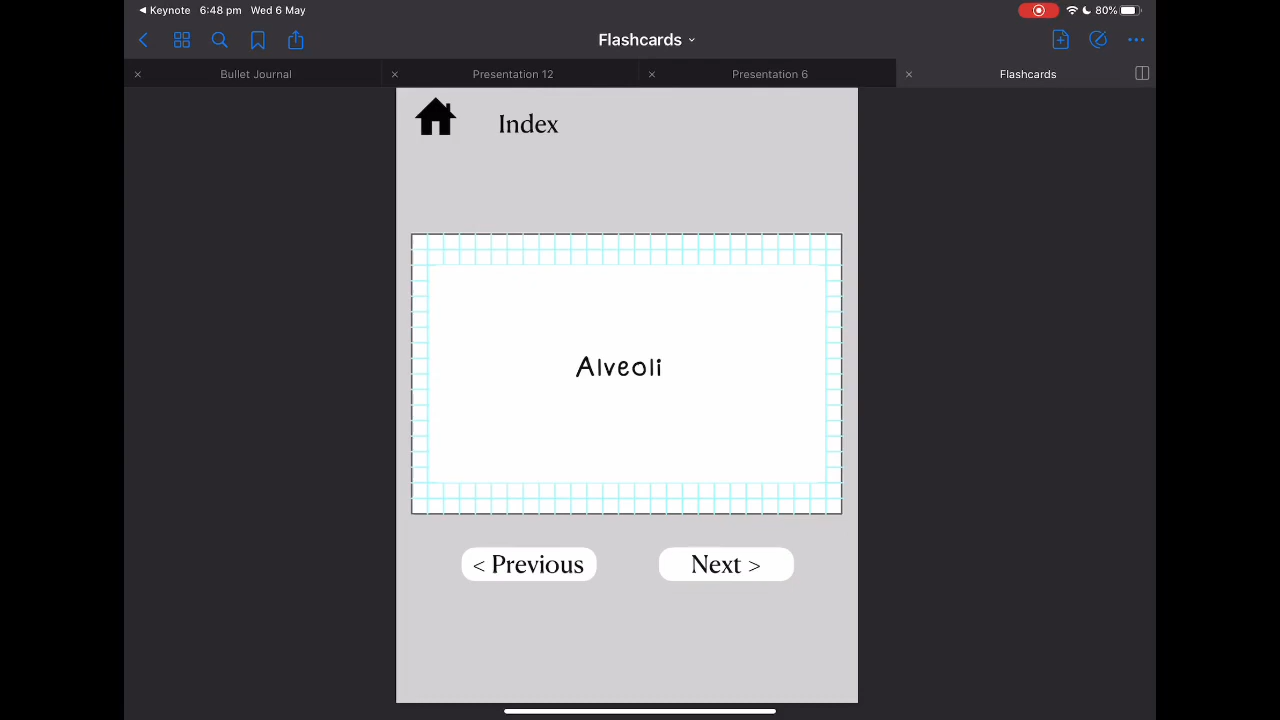 Keynote 6:48 pm Wed 6 May 80%
Flashcards
Bullet Journal Presentation 12 Presentation 6 Flashcards
Index
Alveoli
< Previous Next >